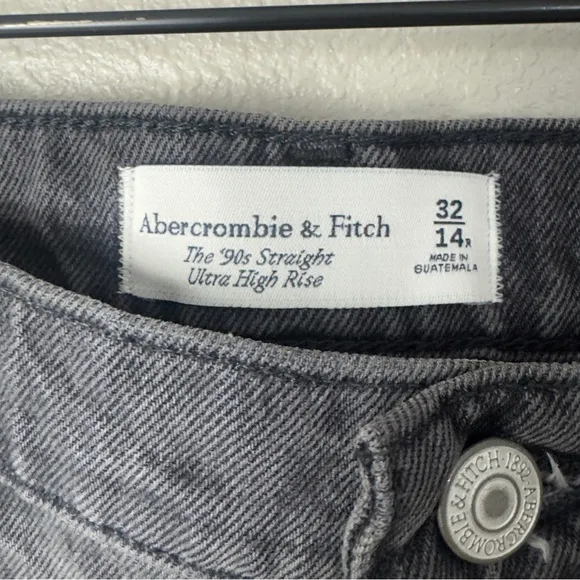 Abercrombie & Fitch
The '90s Straight
Ultra High Rise
32
14R
MADE IN
GUATEMALA
ABERCROMBIE & FITCH · 1892 ·